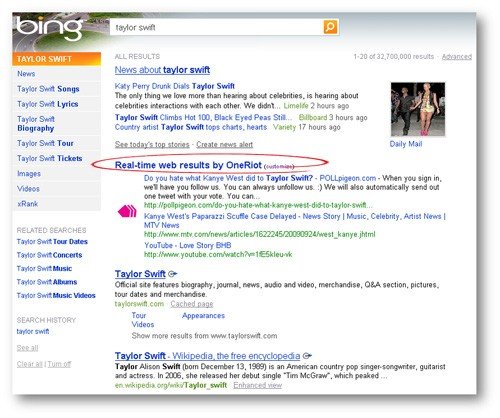 bing
taylor swift
TAYLOR SWIFT
News
Taylor Swift Songs
Taylor Swift Lyrics
Taylor Swift
Biography
Taylor Swift Tour
Taylor Swift Tickets
Images
Videos
xRank
RELATED SEARCHES
Taylor Swift Tour Dates
Taylor Swift Concerts
Taylor Swift Music
Taylor Swift Albums
Taylor Swift Music Videos
SEARCH HISTORY
taylor swift
See all
Clear all | Turn off
ALL RESULTS
1-20 of 32,700,000 results · Advanced
News about taylor swift
Katy Perry Drunk Dials Taylor Swift
The only thing we love more than hearing about celebrities, is hearing about
celebrities interactions with each other. We didn't... Limelife 2 hours ago
Taylor Swift Climbs Hot 100, Black Eyed Peas Still... Billboard 3 hours ago
Country artist Taylor Swift tops charts, hearts Variety 17 hours ago
Daily Mail
See today's top stories · Create news alert
Real-time web results by OneRiot (customize)
Do you hate what Kanye West did to Taylor Swift? - POLLpigeon.com - When you sign in,
we'll have you follow us. You can always unfollow us. :) We will also automatically send out
one tweet with your vote. You can...
http://pollpigeon.com/do-you-hate-what-kanye-west-did-to-taylor-swift...
Kanye West's Paparazzi Scuffle Case Delayed - News Story | Music, Celebrity, Artist News |
MTV News
http://www.mtv.com/news/articles/1622245/20090924/west_kanye.jhtml
YouTube - Love Story BHB
http://www.youtube.com/watch?v=1fE5kIeu-vk
Taylor Swift
Official site features biography, journal, news, audio and video, merchandise, Q&A section, pictures,
tour dates and merchandise.
taylorswift.com · Cached page
Tour Appearances
Videos
Show more results from www.taylorswift.com
Taylor Swift - Wikipedia, the free encyclopedia
Taylor Alison Swift (born December 13, 1989) is an American country pop singer-songwriter, guitarist
and actress. In 2006, she released her debut single "Tim McGraw", which peaked ...
en.wikipedia.org/wiki/Taylor_swift · Enhanced view